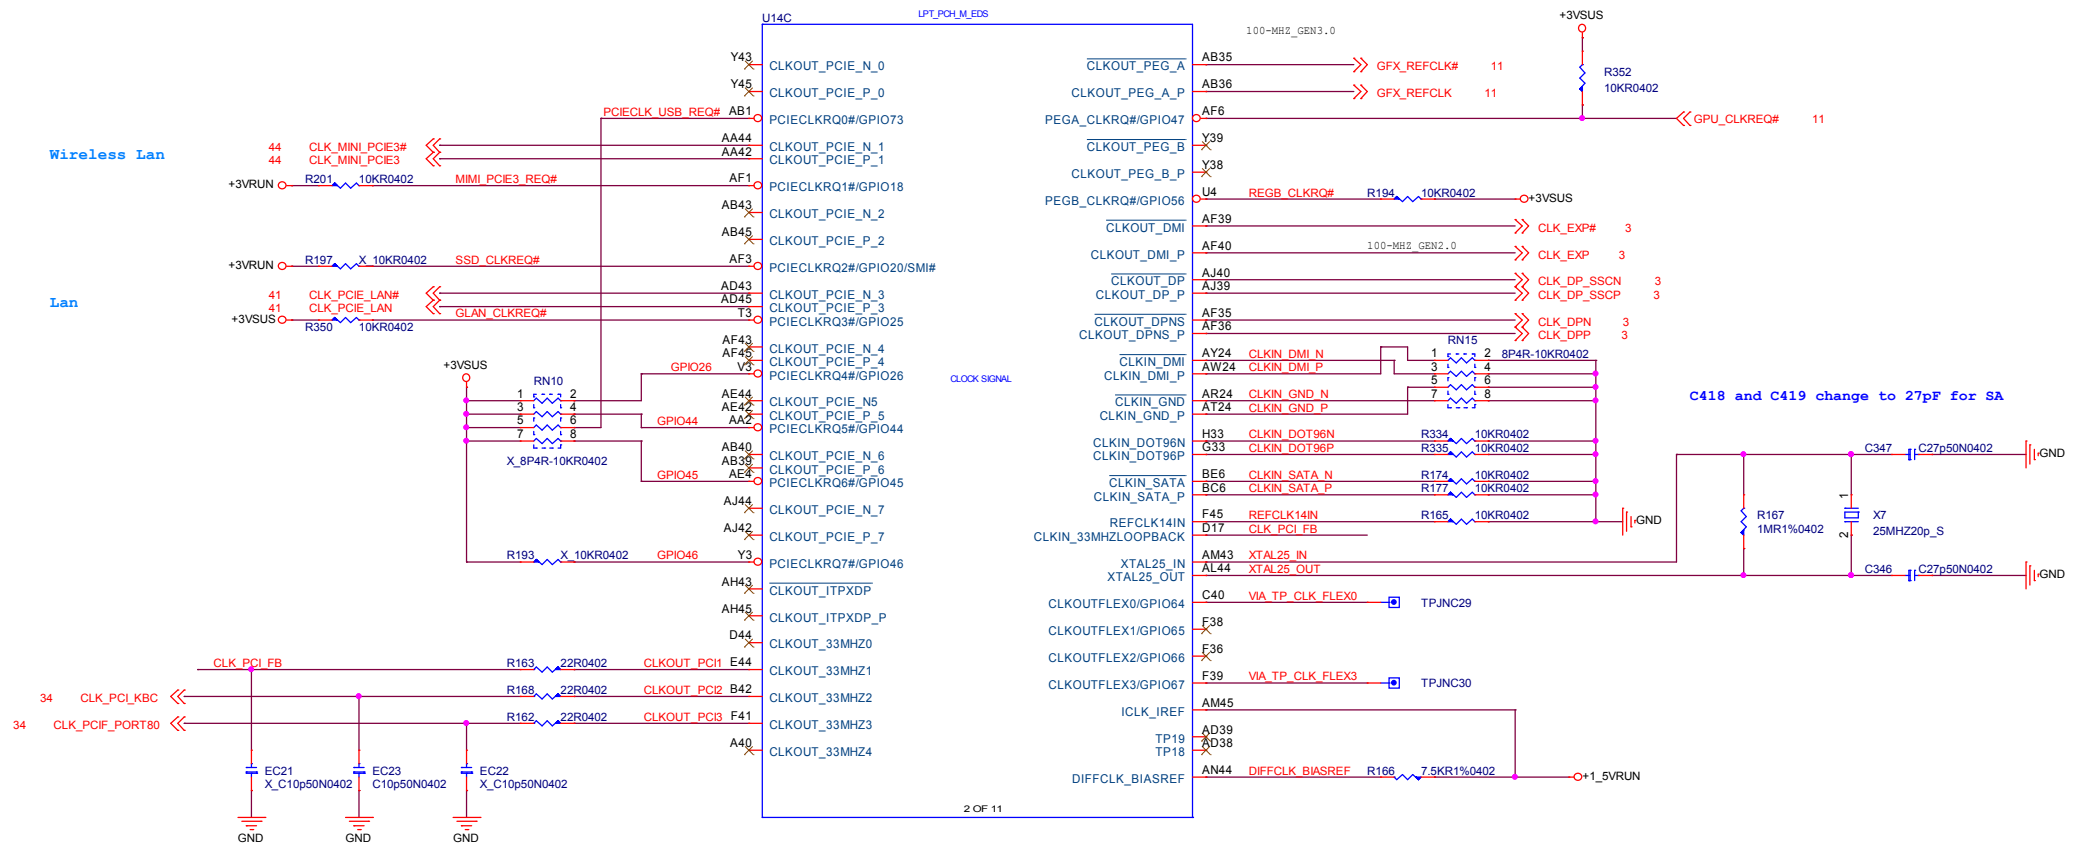 U14C LPT_PCH_M_EDS
100-MHZ_GEN3.0 +3VSUS
Y43 CLKOUT_PCIE_N_0 CLKOUT_PEG_A AB35 GFX_REFCLK# 11
R352
10KR0402
Y45 CLKOUT_PCIE_P_0 CLKOUT_PEG_A_P AB36 GFX_REFCLK 11
PCIECLK_USB_REQ# AB1 PCIECLKRQ0#/GPIO73 PEGA_CLKRQ#/GPIO47 AF6 GPU_CLKREQ# 11
Wireless Lan
44 CLK_MINI_PCIE3# AA44 CLKOUT_PCIE_N_1 CLKOUT_PEG_B Y39
44 CLK_MINI_PCIE3 AA42 CLKOUT_PCIE_P_1 CLKOUT_PEG_B_P Y38
+3VRUN R201 10KR0402 MIMI_PCIE3_REQ# AF1 PCIECLKRQ1#/GPIO18 PEGB_CLKRQ#/GPIO56 U4 REGB_CLKRQ# R194 10KR0402 +3VSUS
AB43 CLKOUT_PCIE_N_2 CLKOUT_DMI AF39 CLK_EXP# 3
AB45 CLKOUT_PCIE_P_2 CLKOUT_DMI_P AF40 100-MHZ_GEN2.0 CLK_EXP 3
+3VRUN R197 X_10KR0402 SSD_CLKREQ# AF3 PCIECLKRQ2#/GPIO20/SMI# CLKOUT_DP AJ40 CLK_DP_SSCN 3
Lan
41 CLK_PCIE_LAN# AD43 CLKOUT_PCIE_N_3 CLKOUT_DP_P AJ39 CLK_DP_SSCP 3
41 CLK_PCIE_LAN AD45 CLKOUT_PCIE_P_3
+3VSUS R350 10KR0402 GLAN_CLKREQ# T3 PCIECLKRQ3#/GPIO25 CLKOUT_DPNS AF35 CLK_DPN 3
CLKOUT_DPNS_P AF36 CLK_DPP 3
AF43 CLKOUT_PCIE_N_4 RN15
AF45 CLKOUT_PCIE_P_4 CLKIN_DMI AY24 CLKIN_DMI_N 1 2 8P4R-10KR0402
+3VSUS GPIO26 V3 PCIECLKRQ4#/GPIO26 CLOCK SIGNAL CLKIN_DMI_P AW24 CLKIN_DMI_P 3 4
5 6
RN10
1 2 AE44 CLKOUT_PCIE_N5 CLKIN_GND AR24 CLKIN_GND_N 7 8
C418 and C419 change to 27pF for SA
3 4 AE42 CLKOUT_PCIE_P_5 CLKIN_GND_P AT24 CLKIN_GND_P
5 6 GPIO44 AA2 PCIECLKRQ5#/GPIO44
7 8 CLKIN_DOT96N H33 CLKIN_DOT96N R334 10KR0402
X_8P4R-10KR0402 AB40 CLKOUT_PCIE_N_6 CLKIN_DOT96P G33 CLKIN_DOT96P R335 10KR0402 C347 C27p50N0402 GND
AB39 CLKOUT_PCIE_P_6
GPIO45 AE4 PCIECLKRQ6#/GPIO45 CLKIN_SATA BE6 CLKIN_SATA_N R174 10KR0402
CLKIN_SATA_P BC6 CLKIN_SATA_P R177 10KR0402 1
AJ44 CLKOUT_PCIE_N_7 REFCLK14IN F45 REFCLK14IN R165 10KR0402 GND R167 X7
AJ42 CLKOUT_PCIE_P_7 CLKIN_33MHZLOOPBACK D17 CLK_PCI_FB 1MR1%0402 2 25MHZ20p_S
R193 X_10KR0402 GPIO46 Y3 PCIECLKRQ7#/GPIO46 XTAL25_IN AM43 XTAL25_IN
XTAL25_OUT AL44 XTAL25_OUT C346 C27p50N0402 GND
AH43 CLKOUT_ITPXDP
CLKOUTFLEX0/GPIO64 C40 VIA_TP_CLK_FLEX0 TPJNC29
AH45 CLKOUT_ITPXDP_P CLKOUTFLEX1/GPIO65 F38
D44 CLKOUT_33MHZ0 CLKOUTFLEX2/GPIO66 F36
CLK_PCI_FB R163 22R0402 CLKOUT_PCI1 E44 CLKOUT_33MHZ1
CLKOUTFLEX3/GPIO67 F39 VIA_TP_CLK_FLEX3 TPJNC30
34 CLK_PCI_KBC R168 22R0402 CLKOUT_PCI2 B42 CLKOUT_33MHZ2
ICLK_IREF AM45
34 CLK_PCIF_PORT80 R162 22R0402 CLKOUT_PCI3 F41 CLKOUT_33MHZ3
TP19 AD39
A40 CLKOUT_33MHZ4 TP18 AD38
EC21 EC23 EC22 DIFFCLK_BIASREF AN44 DIFFCLK_BIASREF R166 7.5KR1%0402 +1_5VRUN
X_C10p50N0402 C10p50N0402 X_C10p50N0402
2 OF 11
GND GND GND